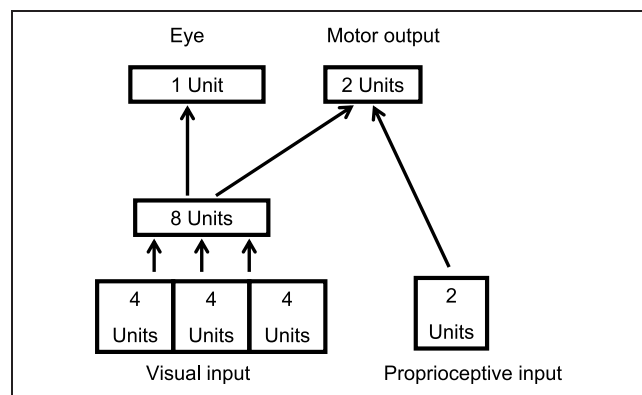 Eye Motor output
1 Unit 2 Units
8 Units
4 4 4 2
Units Units Units Units
Visual input Proprioceptive input